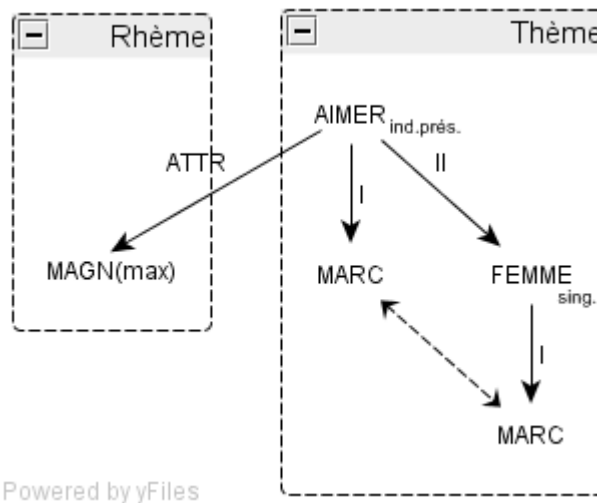 Rhème
Thème
AIMER ind.prés.
ATTR
I
II
MAGN(max)
MARC
FEMME sing.
I
MARC
Powered by yFiles